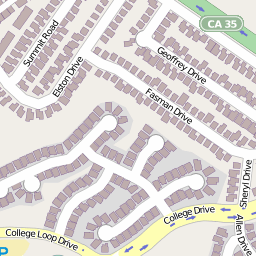 CA 35
Summit Road
Geoffrey Drive
Elston Drive
Fasman Drive
Sheryl Drive
College Drive
Allen Drive
College Loop Drive
P